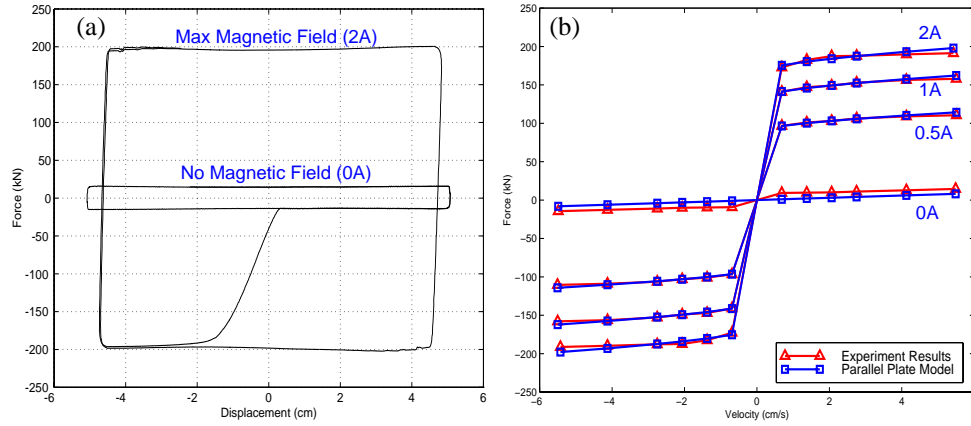 (a)
250
200
150
100
50
0
-50
-100
-150
-200
-250
Force (kN)
Max Magnetic Field (2A)
No Magnetic Field (0A)
-6 -4 -2 0 2 4 6
Displacement (cm)
(b)
250
200
150
100
50
0
−50
−100
−150
−200
−250
Force (kN)
2A
1A
0.5A
0A
Experiment Results
Parallel Plate Model
−6 −4 −2 0 2 4 6
Velocity (cm/s)